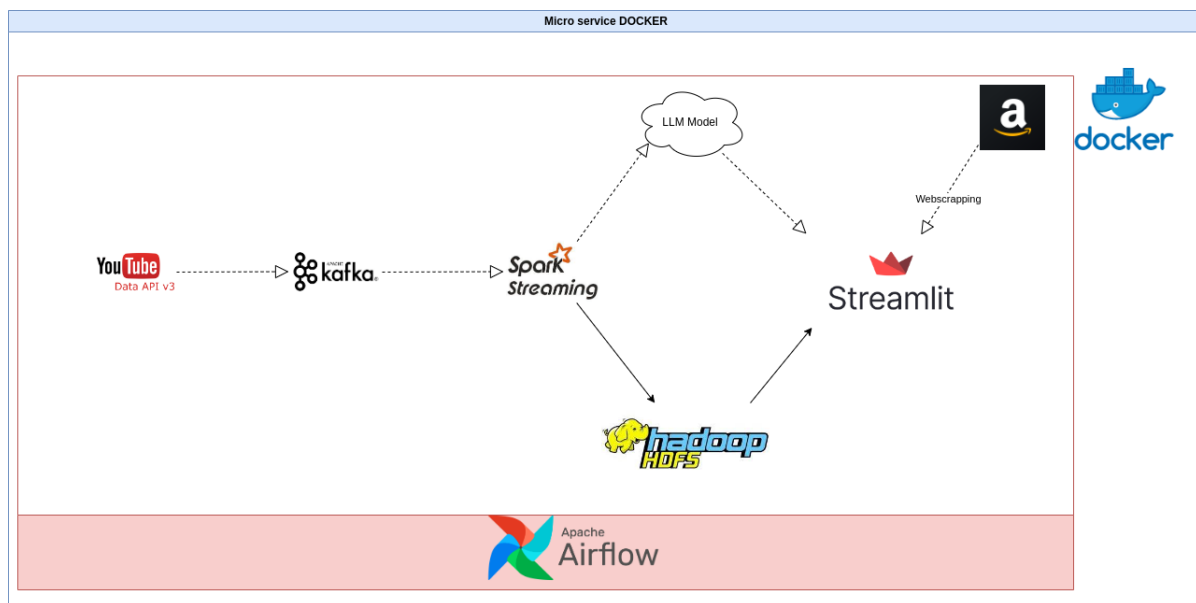 Micro service DOCKER
LLM Model
a
docker
Webscrapping
YouTube
Data API v3
APACHE
kafka
Spark
Streaming
Streamlit
hadoop
HDFS
Apache
Airflow